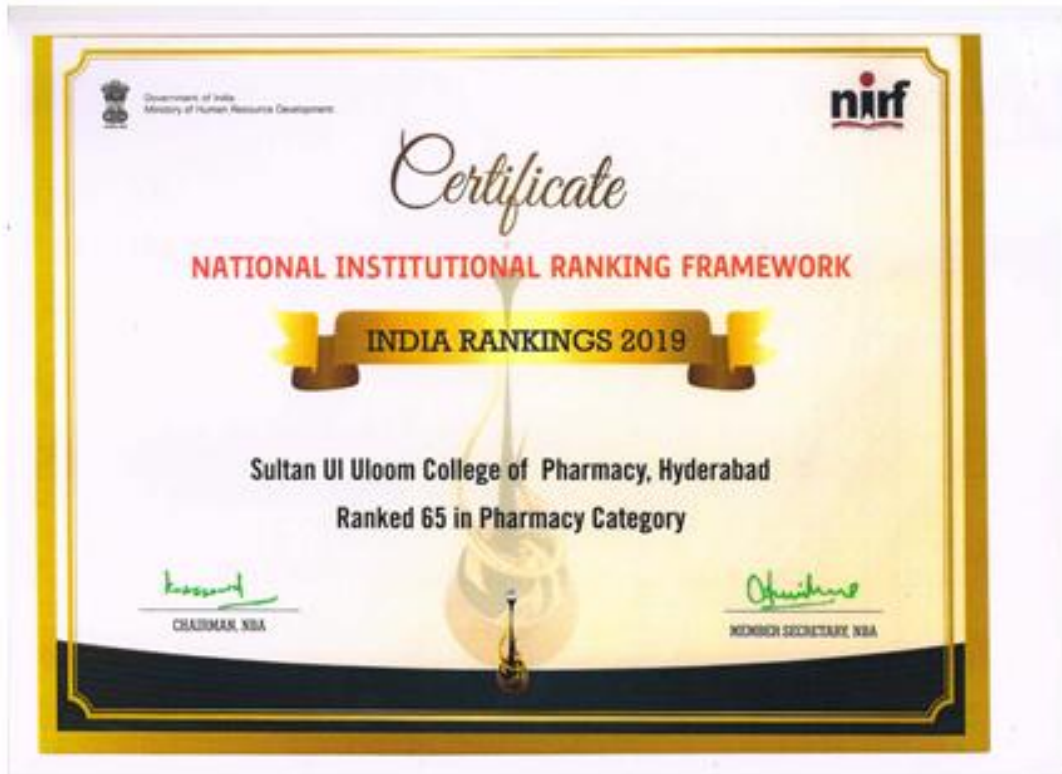 Government of India
Ministry of Human Resource Development
nirf
Certificate
NATIONAL INSTITUTIONAL RANKING FRAMEWORK
INDIA RANKINGS 2019
Sultan Ul Uloom College of Pharmacy, Hyderabad
Ranked 65 in Pharmacy Category
CHAIRMAN, NBA
MEMBER SECRETARY, NBA